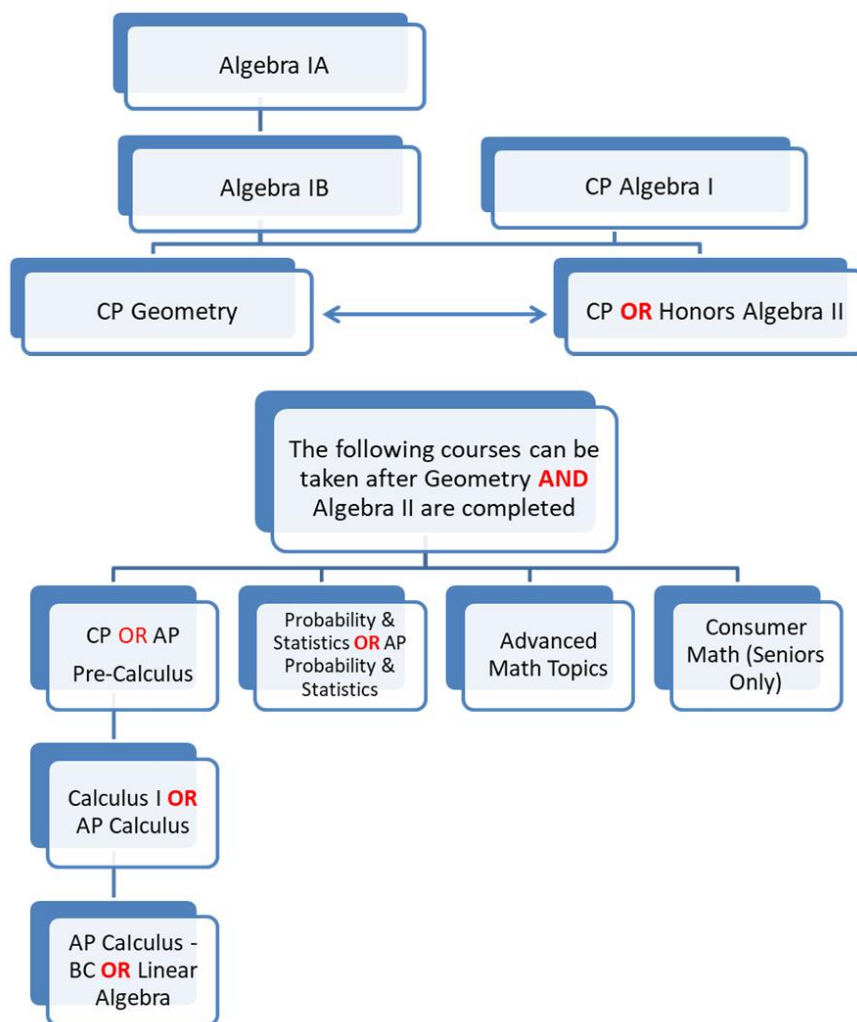 Algebra IA
Algebra IB
CP Algebra I
CP Geometry
CP OR Honors Algebra II
The following courses can be
taken after Geometry AND
Algebra II are completed
CP OR AP
Pre-Calculus
Probability &
Statistics OR AP
Probability &
Statistics
Advanced
Math Topics
Consumer
Math (Seniors
Only)
Calculus I OR
AP Calculus
AP Calculus -
BC OR Linear
Algebra